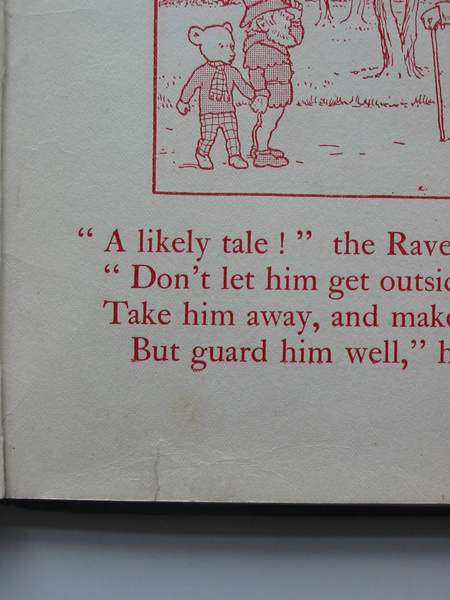 “ A likely tale ! ” the Rave
“ Don’t let him get outsid
Take him away, and make
But guard him well,” h